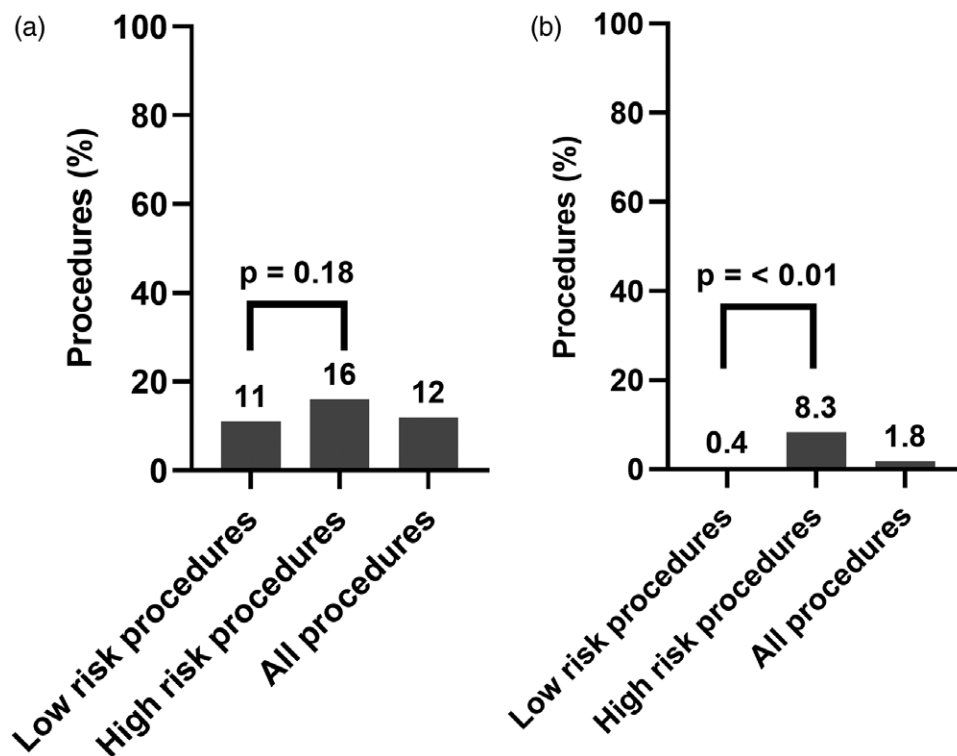 (a)
Procedures (%)
100
80
60
40
20
0
p = 0.18
11
16
12
Low risk procedures
High risk procedures
All procedures
(b)
Procedures (%)
100
80
60
40
20
0
p = < 0.01
0.4
8.3
1.8
Low risk procedures
High risk procedures
All procedures